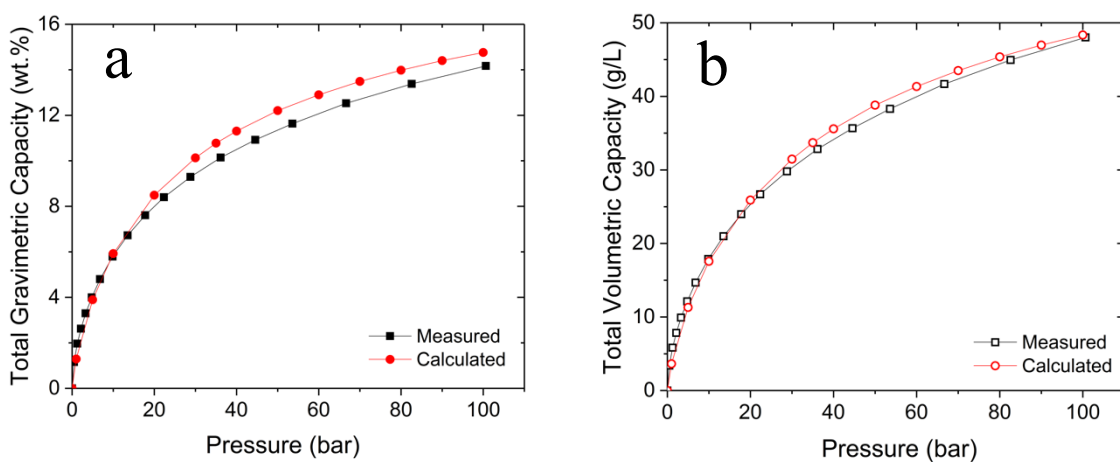 a
Total Gravimetric Capacity (wt.%)
16
12
8
4
0
0 20 40 60 80 100
Pressure (bar)
Measured
Calculated
b
Total Volumetric Capacity (g/L)
50
40
30
20
10
0
0 20 40 60 80 100
Pressure (bar)
Measured
Calculated